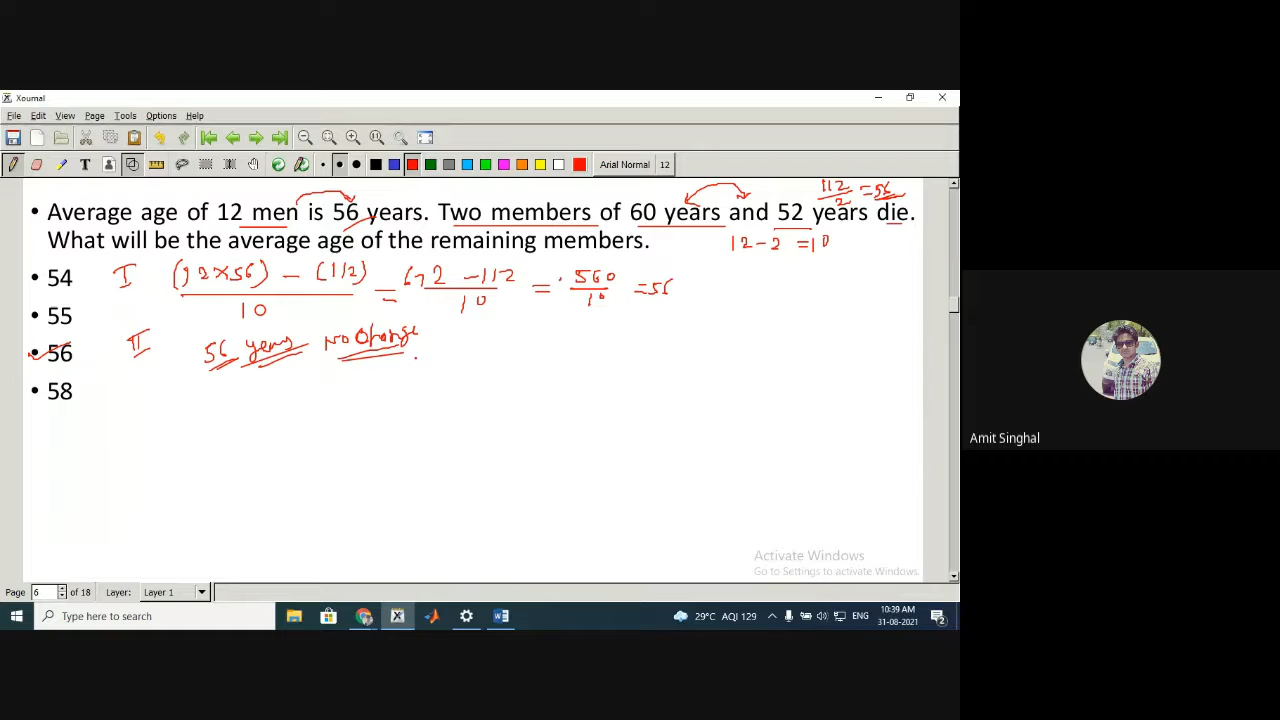 Xournal
File Edit View Page Tools Options Help
Arial Normal 12
112/2 = 56
• Average age of 12 men is 56 years. Two members of 60 years and 52 years die.
What will be the average age of the remaining members.
12 - 2 = 10
• 54 I (12×56) - (112) / 10 = 672 - 112 / 10 = 560/10 = 56
• 55
• 56 II 56 years No Change
• 58
Amit Singhal
Activate Windows
Go to Settings to activate Windows.
Page 6 of 18 Layer: Layer 1
Type here to search 29°C AQI 129 ENG 10:39 AM
31-08-2021 2